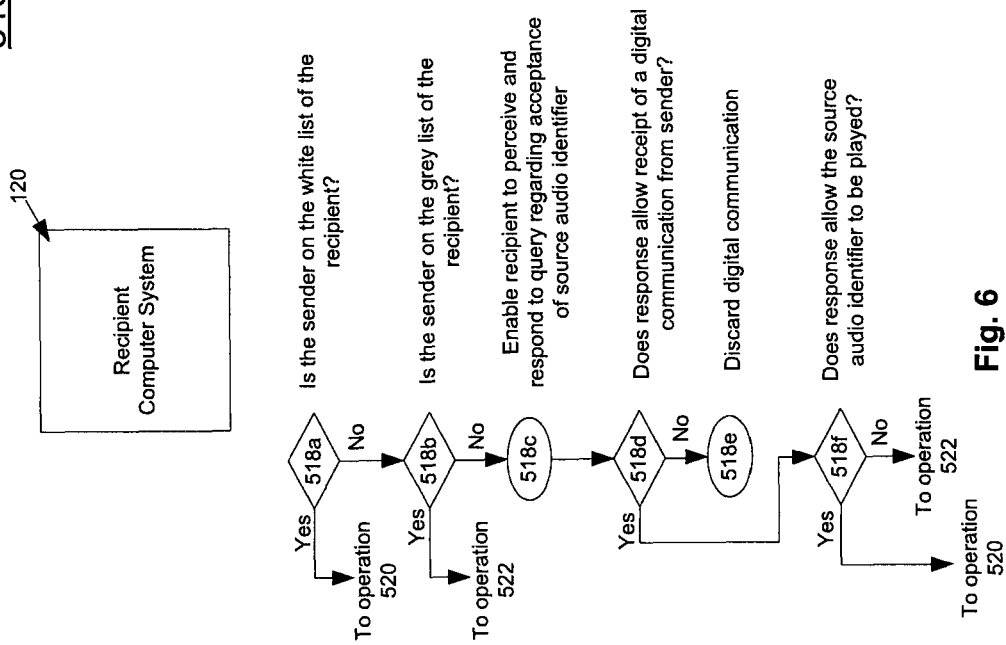 120
Recipient
Computer System
518a
Is the sender on the white list of the
recipient?
Yes
No
To operation
520
518b
Is the sender on the grey list of the
recipient?
Yes
No
To operation
522
518c
Enable recipient to perceive and
respond to query regarding acceptance
of source audio identifier
518d
Does response allow receipt of a digital
communication from sender?
Yes
No
518e
Discard digital communication
518f
Does response allow the source
audio identifier to be played?
Yes
No
To operation
522
To operation
520
Fig. 6